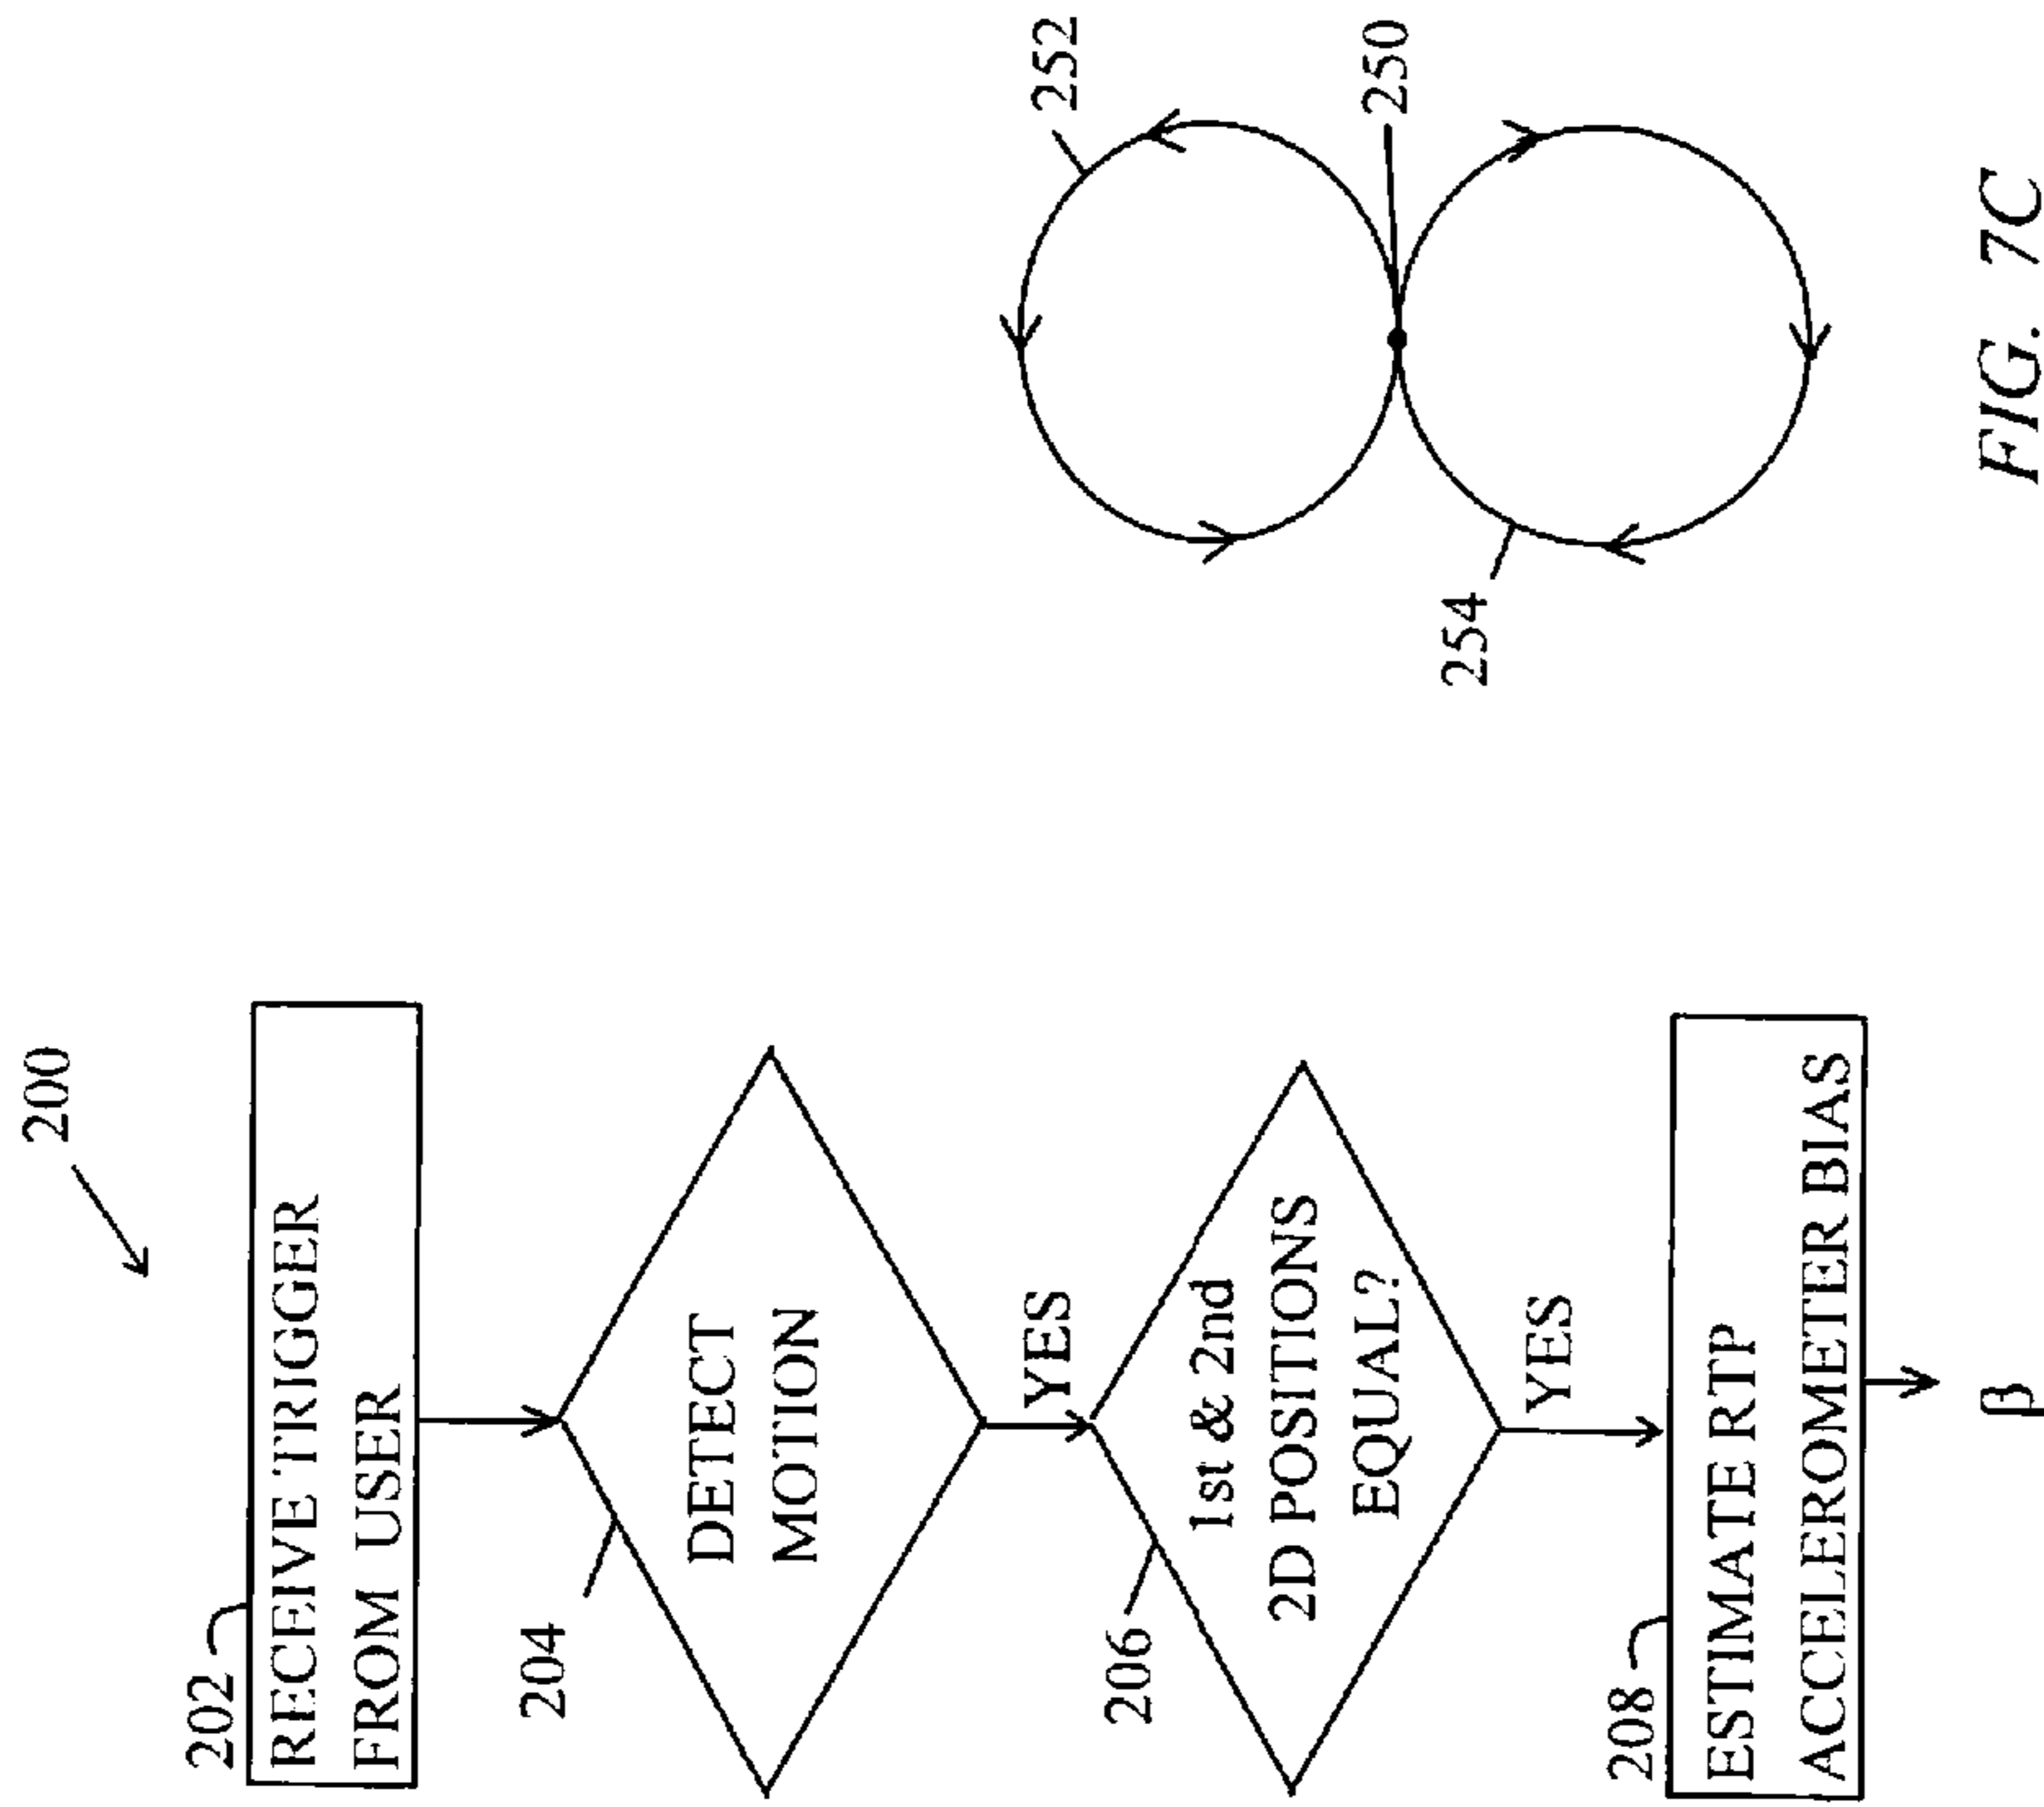 200
202
RECEIVE TRIGGER
FROM USER
204
DETECT
MOTION
YES
206
1st & 2nd
2D POSITIONS
EQUAL?
YES
208
ESTIMATE RTP
ACCELEROMETER BIAS
β
252
250
254
FIG. 7C